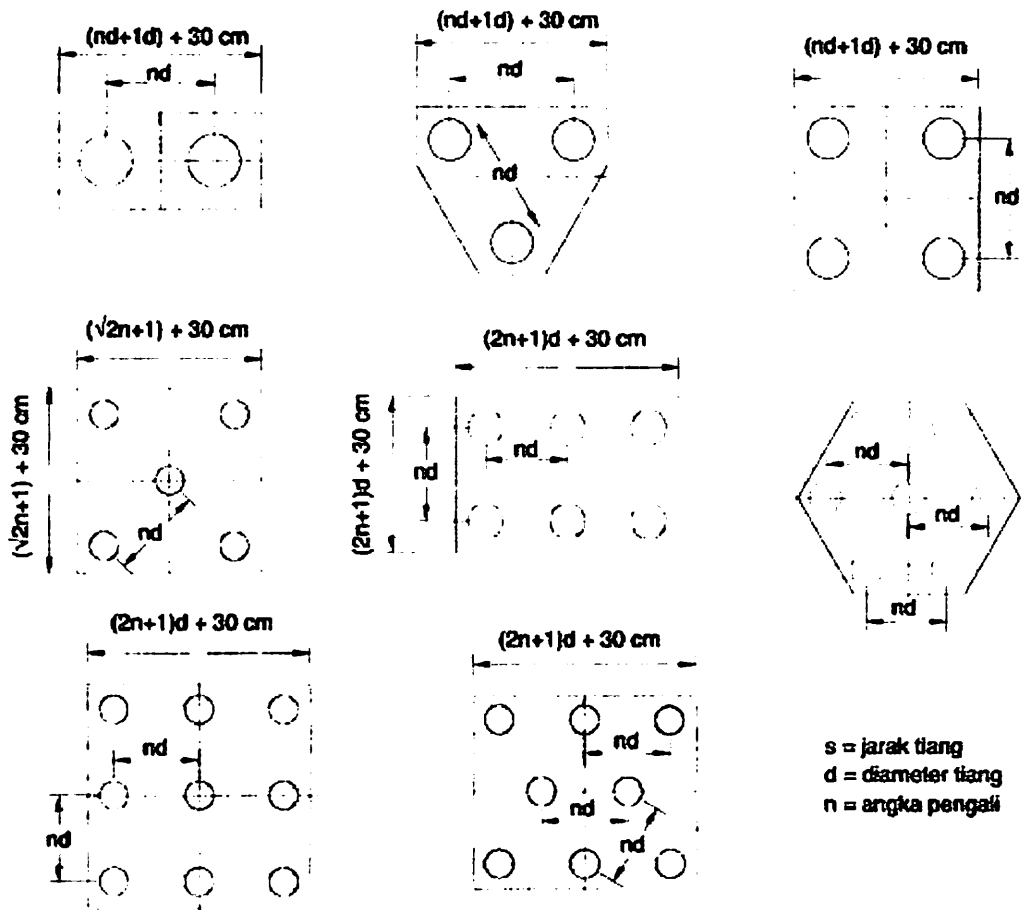 (nd+1d) + 30 cm
nd
(nd+1d) + 30 cm
nd
nd
(nd+1d) + 30 cm
nd
(√2n+1) + 30 cm
(√2n+1) + 30 cm
nd
(2n+1)d + 30 cm
(2n+1)d + 30 cm
nd
nd
nd
nd
nd
(2n+1)d + 30 cm
nd
nd
(2n+1)d + 30 cm
nd
nd
nd
s = jarak tiang
d = diameter tiang
n = angka pengali